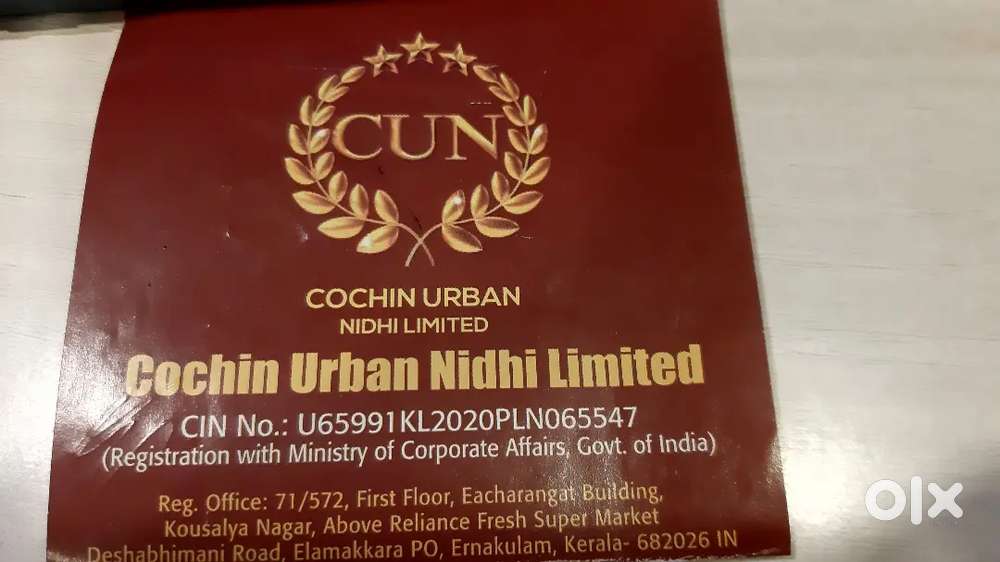 CUN
COCHIN URBAN
NIDHI LIMITED
Cochin Urban Nidhi Limited
CIN No.: U65991KL2020PLN065547
(Registration with Ministry of Corporate Affairs, Govt. of India)
Reg. Office: 71/572, First Floor, Eacharangat Building,
Kousalya Nagar, Above Reliance Fresh Super Market
Deshabhimani Road, Elamakkara PO, Ernakulam, Kerala- 682026 IN
olx